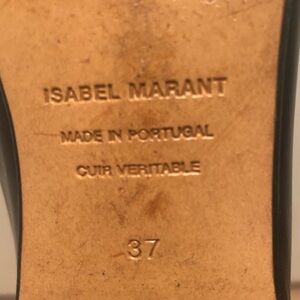 ISABEL MARANT
MADE IN PORTUGAL
CUIR VERITABLE
37